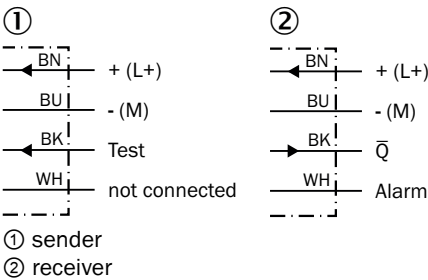 ① ②
BN + (L+) BN + (L+)
BU - (M) BU - (M)
BK Test BK Q̅
WH not connected WH Alarm
① sender
② receiver